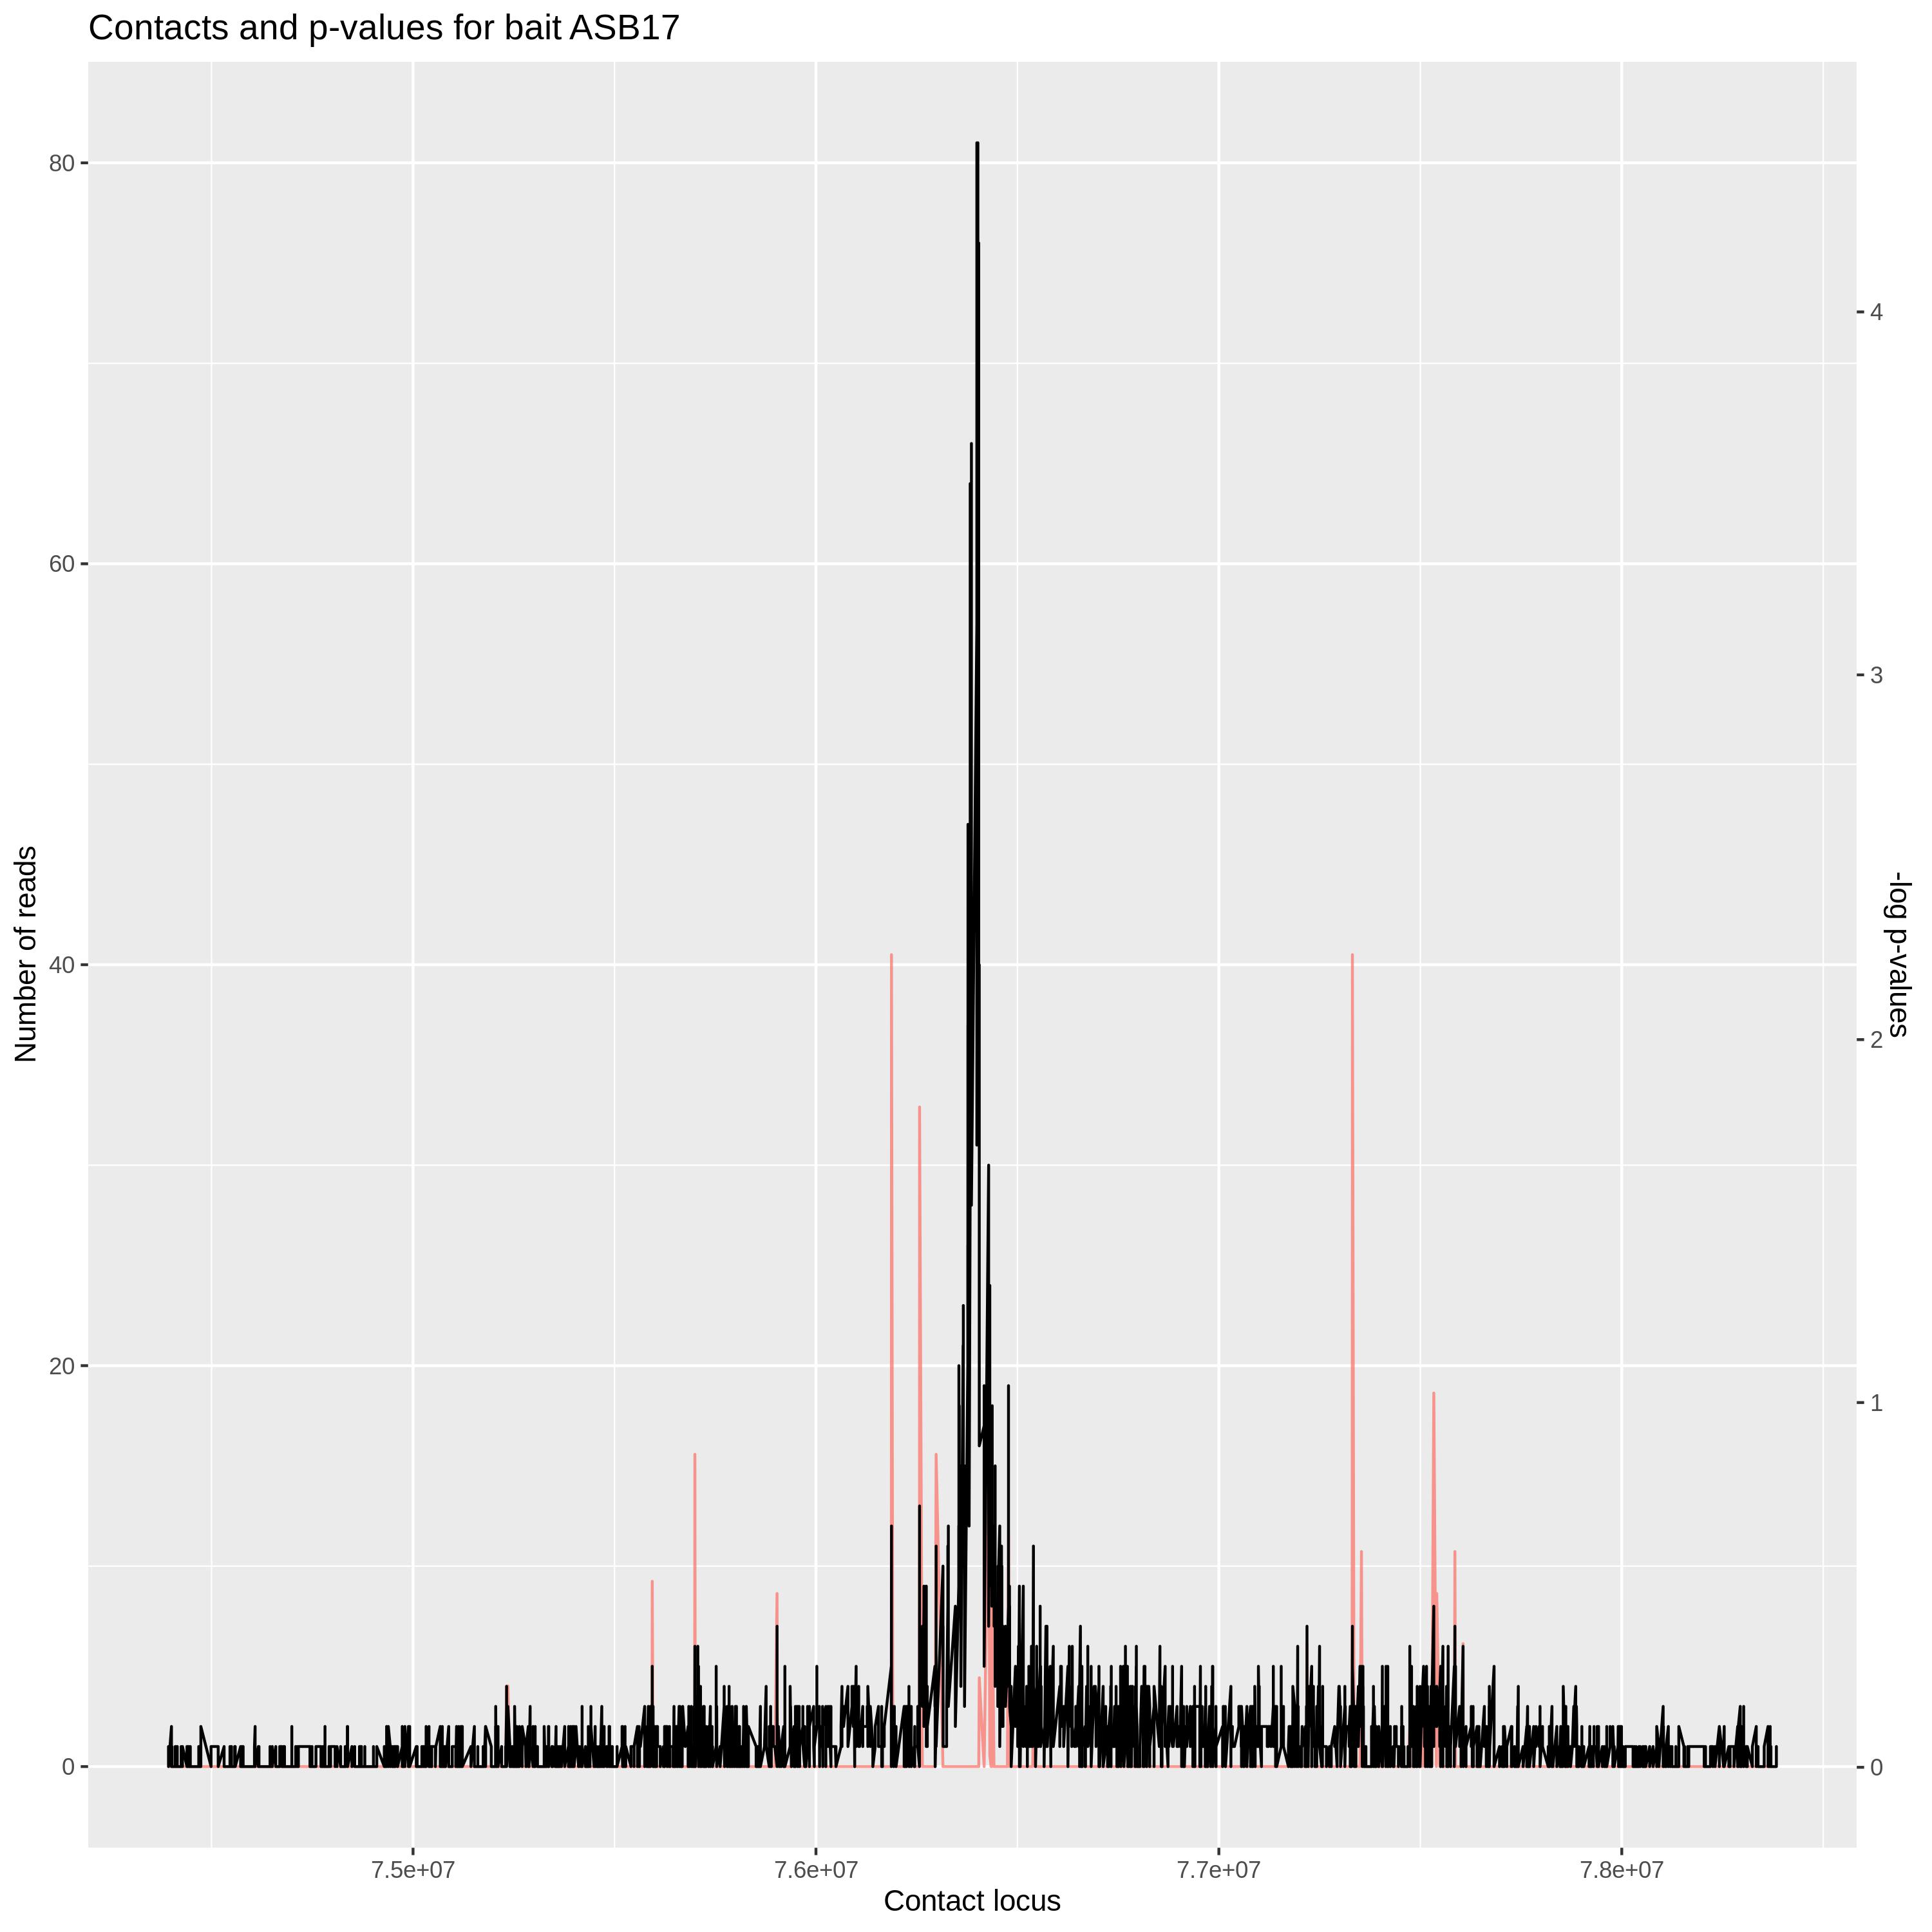 Contacts and p-values for bait ASB17
80
60
40
20
0
Number of reads
4
3
2
1
0
-log p-values
7.5e+07
7.6e+07
7.7e+07
7.8e+07
Contact locus